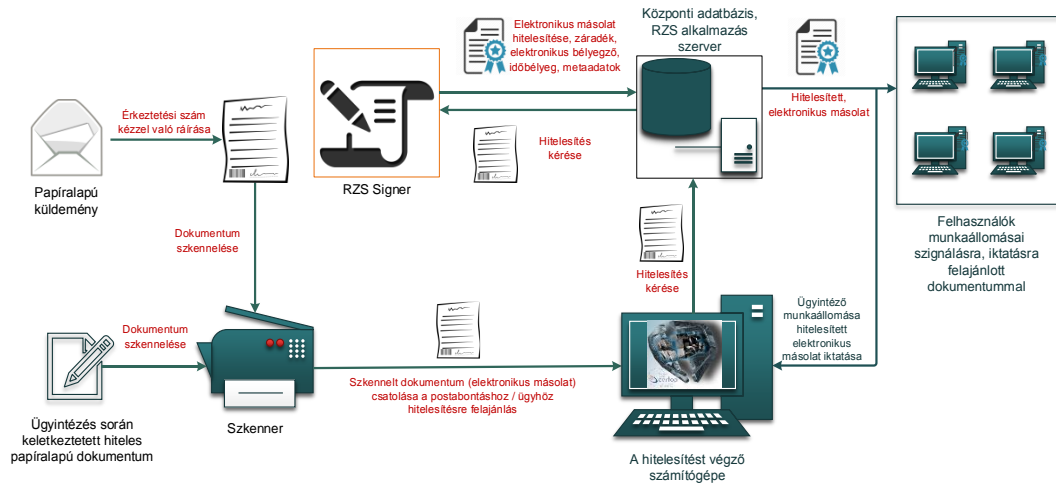 Elektronikus másolat
hitelesítése, záradék,
elektronikus bélyegző,
időbélyeg, metaadatok
Központi adatbázis,
RZS alkalmazás
szerver
Érkeztetési szám
kézzel való ráírása
Hitelesített,
elektronikus másolat
Hitelesítés
kérése
Papíralapú
küldemény
RZS Signer
Dokumentum
szkennelése
Hitelesítés
kérése
Felhasználók
munkaállomásai
szignálásra, iktatásra
felajánlott
dokumentummal
Ügyintéző
munkaállomása
hitelesített
elektronikus
másolat iktatása
Dokumentum
szkennelése
Szkennelt dokumentum (elektronikus másolat)
csatolása a postabontáshoz / ügyhöz
hitelesítésre felajánlás
Szkenner
Ügyintézés során
keletkeztetett hiteles
papíralapú dokumentum
A hitelesítést végző
számítógépe